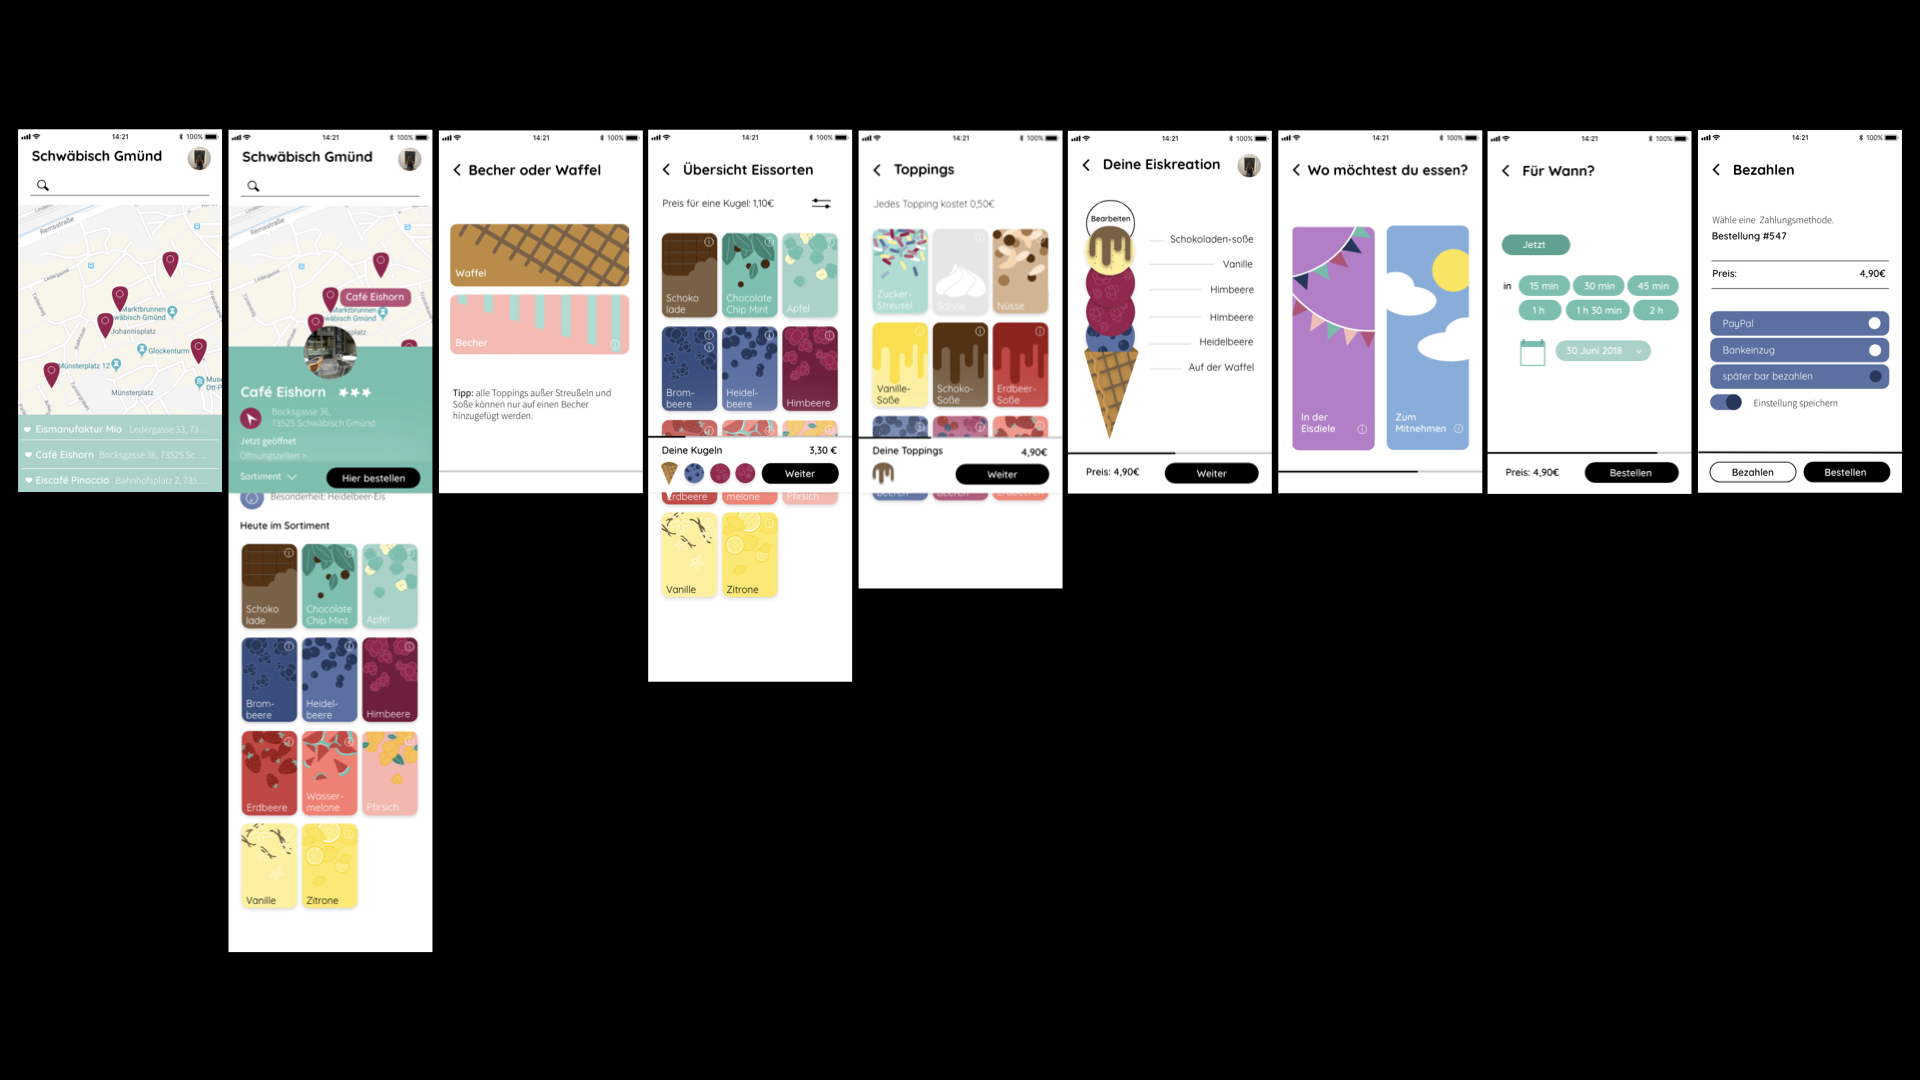 14:21
100%
Schwäbisch Gmünd
Remsstraße
Ledergasse
Marktbrunnen
wäbisch Gmünd
Johannisplatz
Glockenturm
Münsterplatz 12
Münsterplatz
Muse
Ott-P
Eismanufaktur Mio Ledergasse 33, 73 ...
Café Eishorn Bocksgasse 36, 73525 Sc....
Eiscafé Pinoccio Bahnhofsplatz 2, 735. ...
14:21
100%
Schwäbisch Gmünd
Remsstraße
Ledergasse
Café Eishorn
Marktbrunnen
wäbisch Gmünd
platz
Café Eishorn
Bocksgasse 36,
73525 Schwäbisch Gmünd
Jetzt geöffnet
Öffnungszeiten >
Sortiment
Hier bestellen
Besonderheit: Heidelbeer-Eis
Heute im Sortiment
Schoko
lade
Chocolate
Chip Mint
Apfel
Brom-
beere
Heidel-
beere
Himbeere
Erdbeere
Wasser-
melone
Pfirsich
Vanille
Zitrone
14:21
100%
Becher oder Waffel
Waffel
Becher
Tipp: alle Toppings außer Streußeln und
Soße können nur auf einen Becher
hinzugefügt werden.
14:21
100%
Übersicht Eissorten
Preis für eine Kugel: 1,10€
Schoko
lade
Chocolate
Chip Mint
Apfel
Brom-
beere
Heidel-
beere
Himbeere
Deine Kugeln
3,30 €
Weiter
Erdbeere
melone
Pfirsich
Vanille
Zitrone
14:21
100%
Toppings
Jedes Topping kostet 0,50€
Zucker-
Streusel
Sahne
Nüsse
Vanille-
Soße
Schoko-
Soße
Erdbeer-
Soße
Deine Toppings
4,90€
Weiter
14:21
100%
Deine Eiskreation
Bearbeiten
Schokoladen-soße
Vanille
Himbeere
Himbeere
Heidelbeere
Auf der Waffel
Preis: 4,90€
Weiter
14:21
100%
Wo möchtest du essen?
In der
Eisdiele
Zum
Mitnehmen
14:21
100%
Für Wann?
Jetzt
in
15 min
30 min
45 min
1 h
1 h 30 min
2 h
30 Juni 2018
Preis: 4,90€
Bestellen
14:21
100%
Bezahlen
Wähle eine Zahlungsmethode.
Bestellung #547
Preis:
4,90€
PayPal
Bankeinzug
später bar bezahlen
Einstellung speichern
Bezahlen
Bestellen